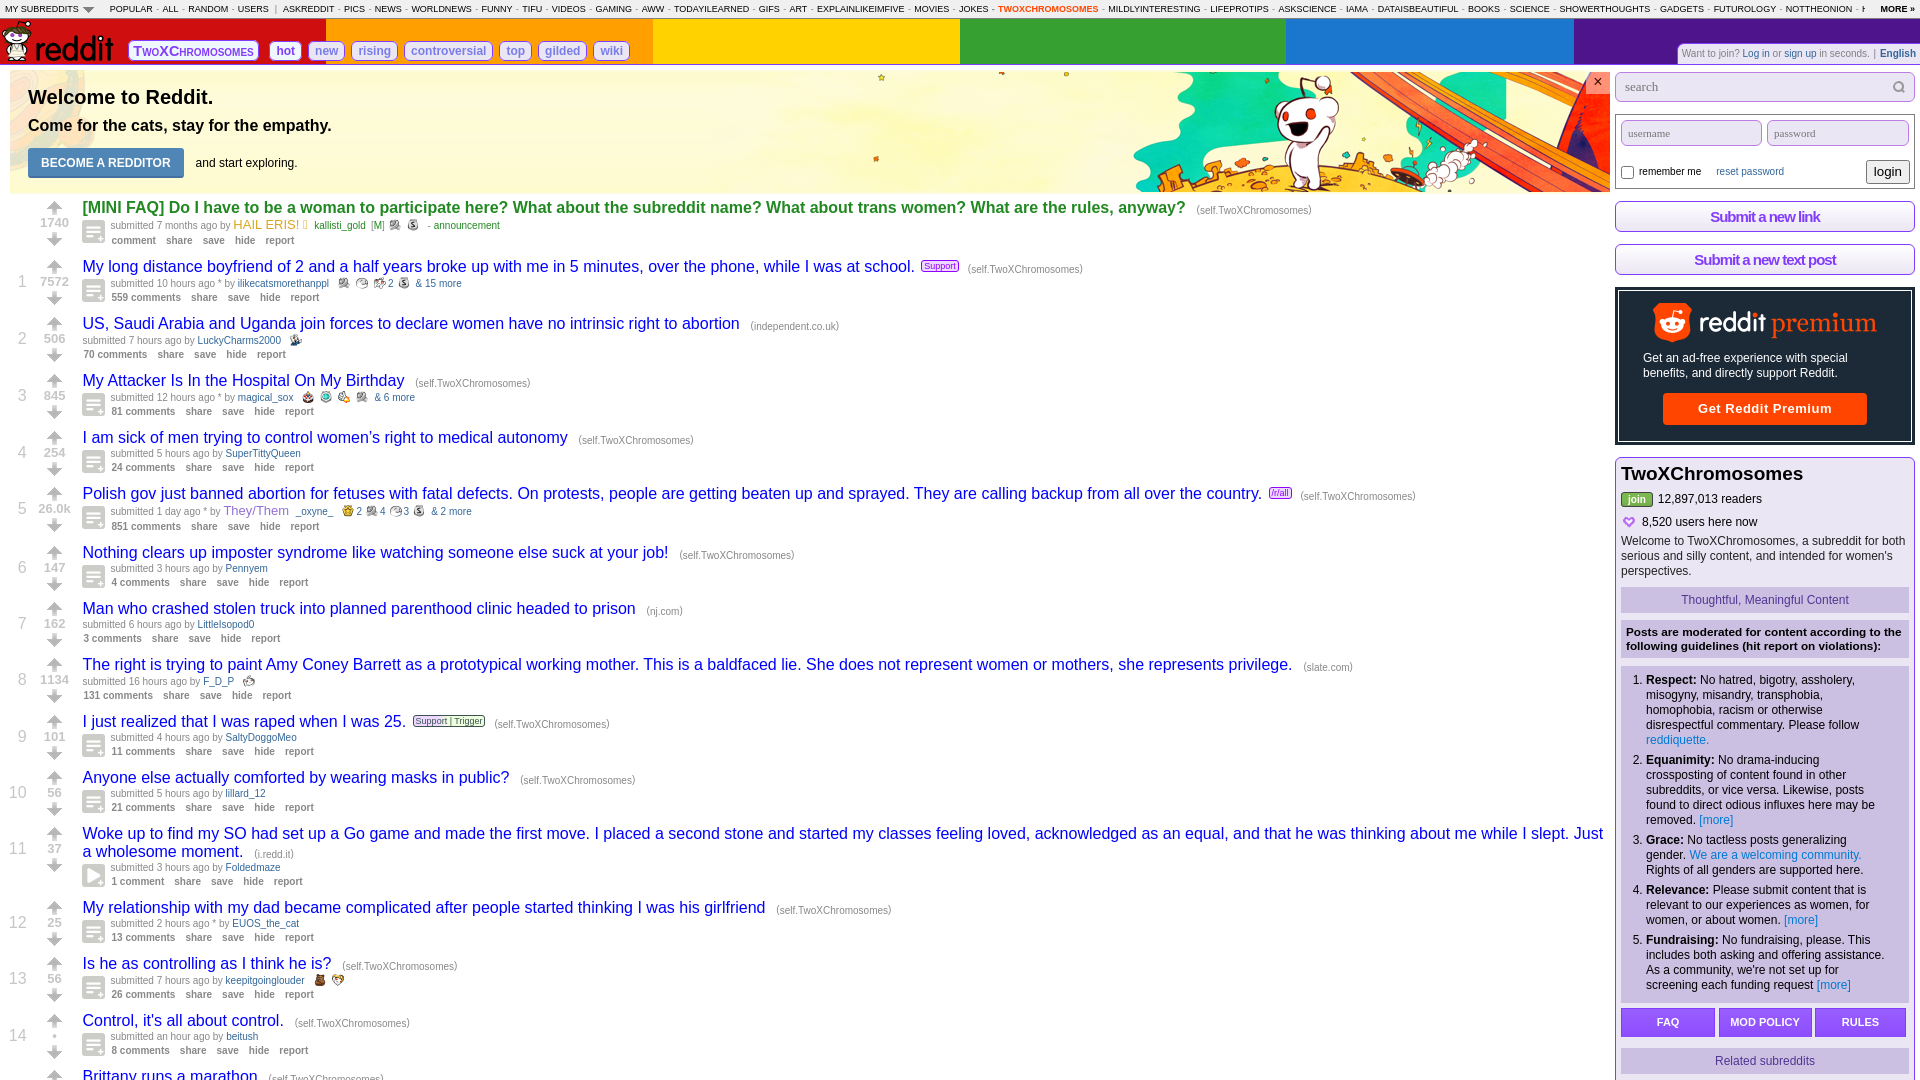 MY SUBREDDITS POPULAR - ALL - RANDOM - USERS | ASKREDDIT - PICS - NEWS - WORLDNEWS - FUNNY - TIFU - VIDEOS - GAMING - AWW - TODAYILEARNED - GIFS - ART - EXPLAINLIKEIMFIVE - MOVIES - JOKES - TWOXCHROMOSOMES - MILDLYINTERESTING - LIFEPROTIPS - ASKSCIENCE - IAMA - DATAISBEAUTIFUL - BOOKS - SCIENCE - SHOWERTHOUGHTS - GADGETS - FUTUROLOGY - NOTTHEONION - MORE »
reddit TwoXChromosomes hot new rising controversial top gilded wiki
Want to join? Log in or sign up in seconds. | English
Welcome to Reddit.
Come for the cats, stay for the empathy.
BECOME A REDDITOR and start exploring.
×
1740
[MINI FAQ] Do I have to be a woman to participate here? What about the subreddit name? What about trans women? What are the rules, anyway? (self.TwoXChromosomes)
submitted 7 months ago by HAIL ERIS! kallisti_gold [M] - announcement
comment share save hide report
1 7572
My long distance boyfriend of 2 and a half years broke up with me in 5 minutes, over the phone, while I was at school. Support (self.TwoXChromosomes)
submitted 10 hours ago * by ilikecatsmorethanppl 2 & 15 more
559 comments share save hide report
2 506
US, Saudi Arabia and Uganda join forces to declare women have no intrinsic right to abortion (independent.co.uk)
submitted 7 hours ago by LuckyCharms2000
70 comments share save hide report
3 845
My Attacker Is In the Hospital On My Birthday (self.TwoXChromosomes)
submitted 12 hours ago * by magical_sox & 6 more
81 comments share save hide report
4 254
I am sick of men trying to control women’s right to medical autonomy (self.TwoXChromosomes)
submitted 5 hours ago by SuperTittyQueen
24 comments share save hide report
5 26.0k
Polish gov just banned abortion for fetuses with fatal defects. On protests, people are getting beaten up and sprayed. They are calling backup from all over the country. /r/all (self.TwoXChromosomes)
submitted 1 day ago * by They/Them _oxyne_ 2 4 3 & 2 more
851 comments share save hide report
6 147
Nothing clears up imposter syndrome like watching someone else suck at your job! (self.TwoXChromosomes)
submitted 3 hours ago by Pennyem
4 comments share save hide report
7 162
Man who crashed stolen truck into planned parenthood clinic headed to prison (nj.com)
submitted 6 hours ago by LittleIsopod0
3 comments share save hide report
8 1134
The right is trying to paint Amy Coney Barrett as a prototypical working mother. This is a baldfaced lie. She does not represent women or mothers, she represents privilege. (slate.com)
submitted 16 hours ago by F_D_P
131 comments share save hide report
9 101
I just realized that I was raped when I was 25. Support | Trigger (self.TwoXChromosomes)
submitted 4 hours ago by SaltyDoggoMeo
11 comments share save hide report
10 56
Anyone else actually comforted by wearing masks in public? (self.TwoXChromosomes)
submitted 5 hours ago by lillard_12
21 comments share save hide report
11 37
Woke up to find my SO had set up a Go game and made the first move. I placed a second stone and started my classes feeling loved, acknowledged as an equal, and that he was thinking about me while I slept. Just
a wholesome moment. (i.redd.it)
submitted 3 hours ago by Foldedmaze
1 comment share save hide report
12 25
My relationship with my dad became complicated after people started thinking I was his girlfriend (self.TwoXChromosomes)
submitted 2 hours ago * by EUOS_the_cat
13 comments share save hide report
13 56
Is he as controlling as I think he is? (self.TwoXChromosomes)
submitted 7 hours ago by keepitgoinglouder
26 comments share save hide report
14 •
Control, it's all about control. (self.TwoXChromosomes)
submitted an hour ago by beitush
8 comments share save hide report
Brittany runs a marathon (self.TwoXChromosomes)
search
username password
remember me reset password login
Submit a new link
Submit a new text post
reddit premium
Get an ad-free experience with special
benefits, and directly support Reddit.
Get Reddit Premium
TwoXChromosomes
join 12,897,013 readers
8,520 users here now
Welcome to TwoXChromosomes, a subreddit for both
serious and silly content, and intended for women's
perspectives.
Thoughtful, Meaningful Content
Posts are moderated for content according to the
following guidelines (hit report on violations):
1. Respect: No hatred, bigotry, assholery,
misogyny, misandry, transphobia,
homophobia, racism or otherwise
disrespectful commentary. Please follow
reddiquette.
2. Equanimity: No drama-inducing
crossposting of content found in other
subreddits, or vice versa. Likewise, posts
found to direct odious influxes here may be
removed. [more]
3. Grace: No tactless posts generalizing
gender. We are a welcoming community.
Rights of all genders are supported here.
4. Relevance: Please submit content that is
relevant to our experiences as women, for
women, or about women. [more]
5. Fundraising: No fundraising, please. This
includes both asking and offering assistance.
As a community, we're not set up for
screening each funding request [more]
FAQ MOD POLICY RULES
Related subreddits